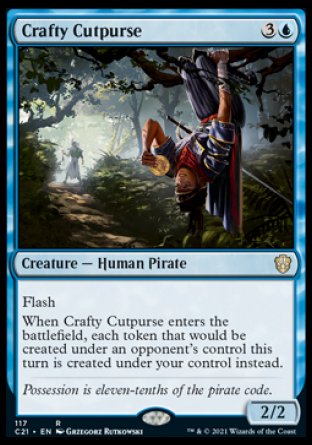 Crafty Cutpurse 3
Creature — Human Pirate
Flash
When Crafty Cutpurse enters the
battlefield, each token that would be
created under an opponent's control this
turn is created under your control instead.
Possession is eleven-tenths of the pirate code.
2/2
117 R
C21 • EN Grzegorz Rutkowski
™ & © 2021 Wizards of the Coast